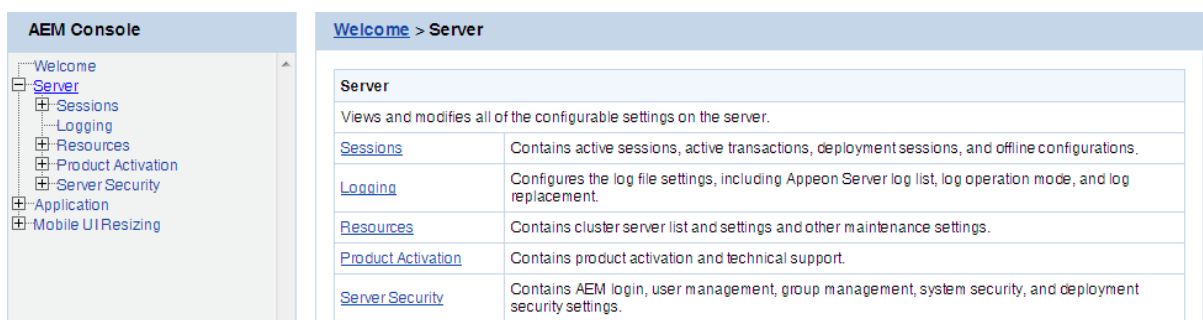 AEM Console
Welcome
Server
Sessions
Logging
Resources
Product Activation
Server Security
Application
Mobile UI Resizing
Welcome > Server
Server
Views and modifies all of the configurable settings on the server.
Sessions Contains active sessions, active transactions, deployment sessions, and offline configurations.
Logging Configures the log file settings, including Appeon Server log list, log operation mode, and log
replacement.
Resources Contains cluster server list and settings and other maintenance settings.
Product Activation Contains product activation and technical support.
Server Security Contains AEM login, user management, group management, system security, and deployment
security settings.